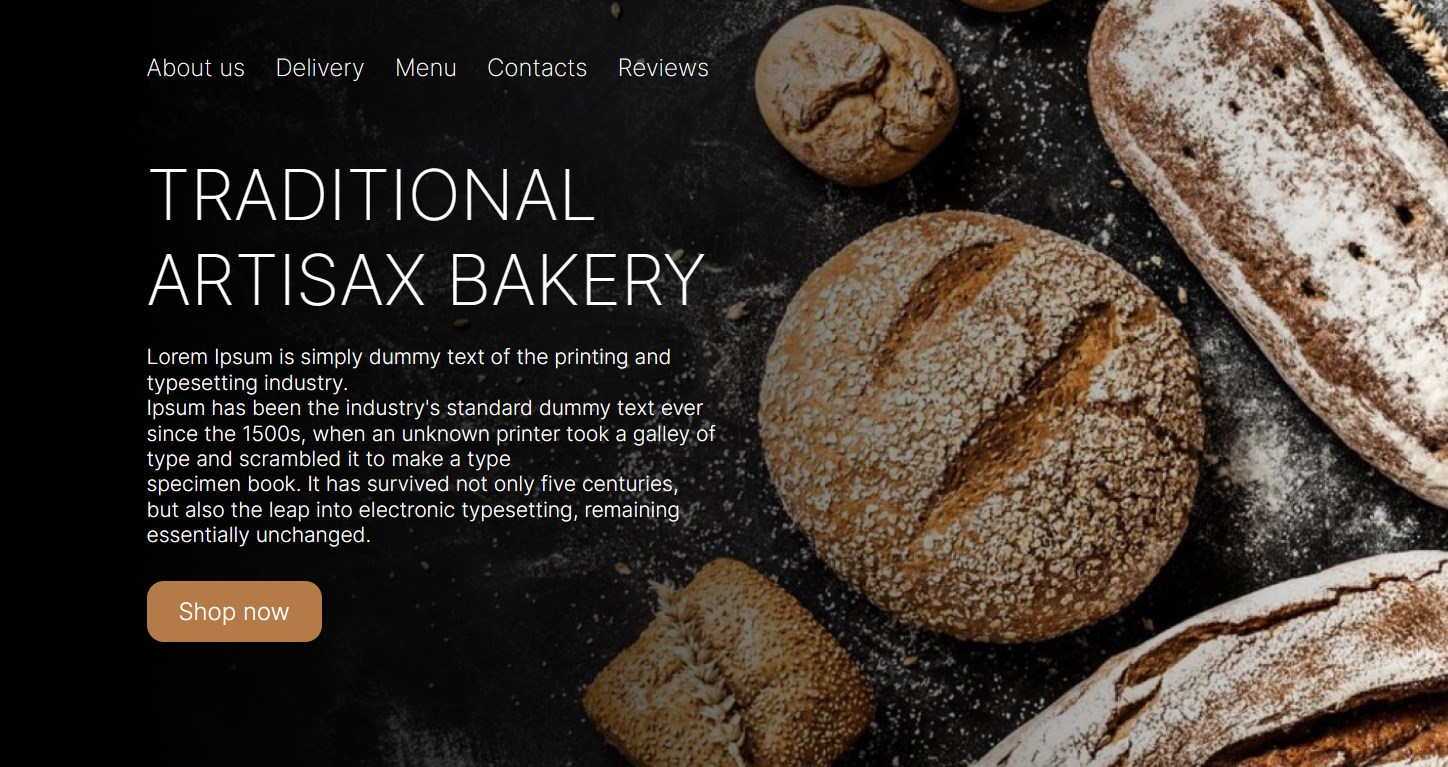 About us Delivery Menu Contacts Reviews
TRADITIONAL
ARTISAX BAKERY
Lorem Ipsum is simply dummy text of the printing and
typesetting industry.
Ipsum has been the industry's standard dummy text ever
since the 1500s, when an unknown printer took a galley of
type and scrambled it to make a type
specimen book. It has survived not only five centuries,
but also the leap into electronic typesetting, remaining
essentially unchanged.
Shop now